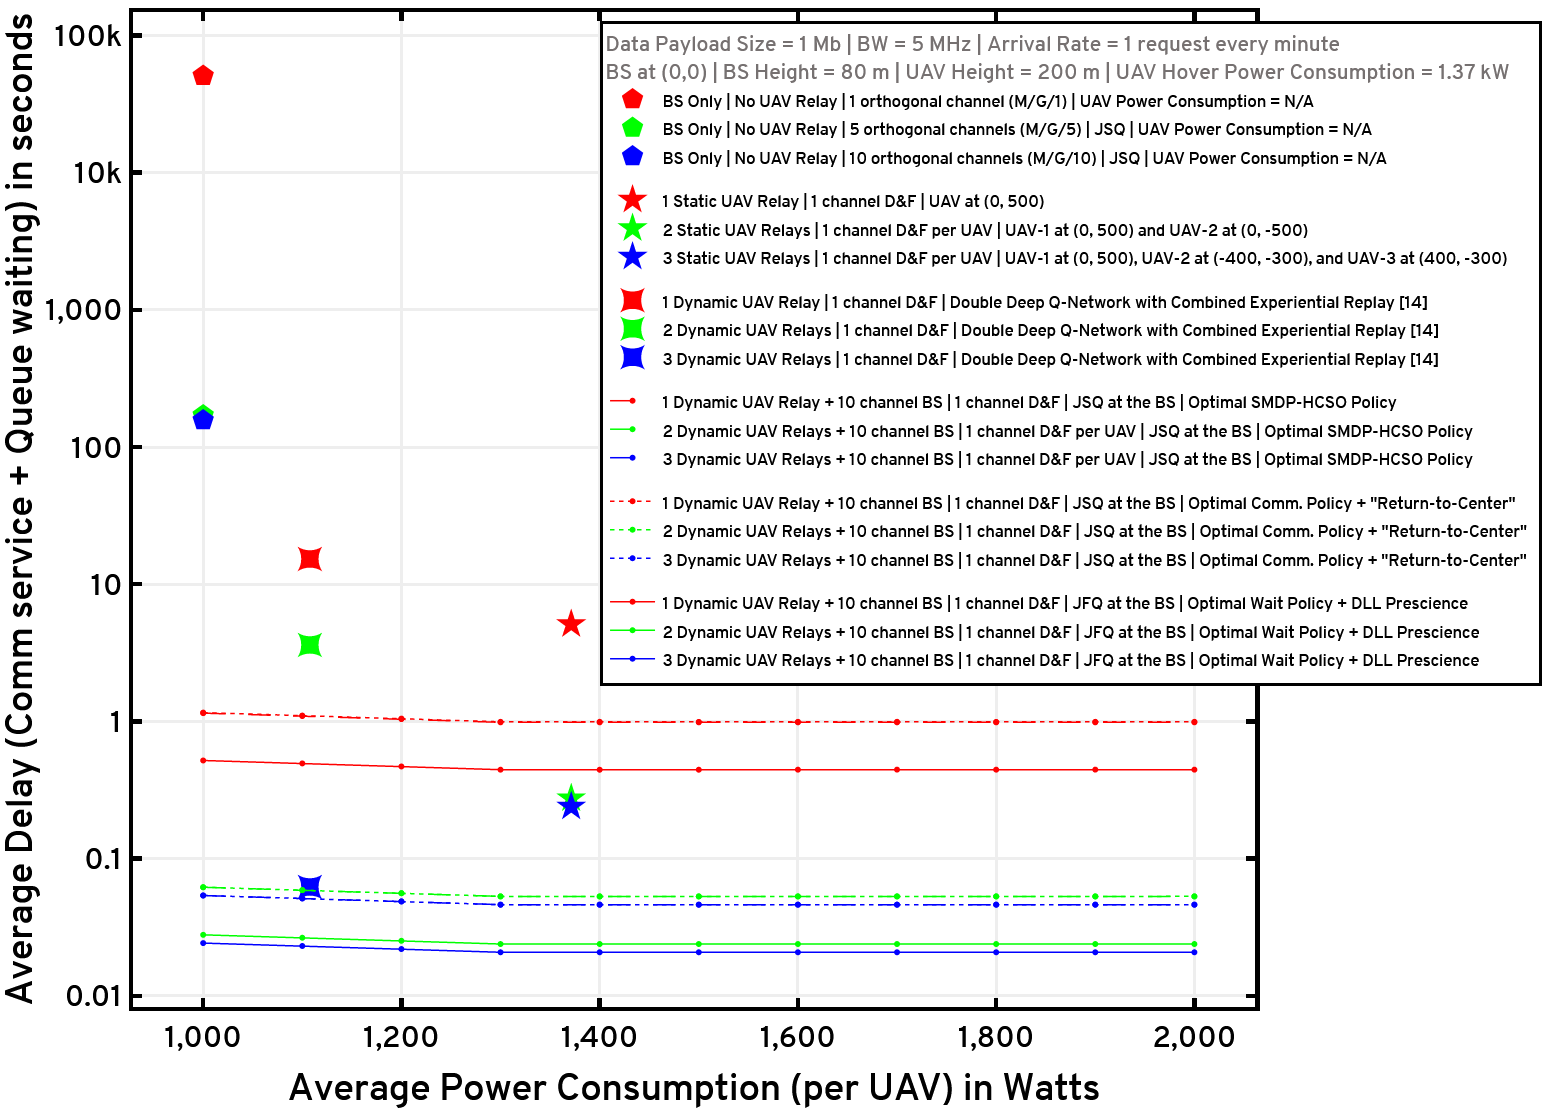 Average Delay (Comm service + Queue waiting) in seconds
100k
10k
1,000
100
10
1
0.1
0.01
Data Payload Size = 1 Mb | BW = 5 MHz | Arrival Rate = 1 request every minute
BS at (0,0) | BS Height = 80 m | UAV Height = 200 m | UAV Hover Power Consumption = 1.37 kW
BS Only | No UAV Relay | 1 orthogonal channel (M/G/1) | UAV Power Consumption = N/A
BS Only | No UAV Relay | 5 orthogonal channels (M/G/5) | JSQ | UAV Power Consumption = N/A
BS Only | No UAV Relay | 10 orthogonal channels (M/G/10) | JSQ | UAV Power Consumption = N/A
1 Static UAV Relay | 1 channel D&F | UAV at (0, 500)
2 Static UAV Relays | 1 channel D&F per UAV | UAV-1 at (0, 500) and UAV-2 at (0, -500)
3 Static UAV Relays | 1 channel D&F per UAV | UAV-1 at (0, 500), UAV-2 at (-400, -300), and UAV-3 at (400, -300)
1 Dynamic UAV Relay | 1 channel D&F | Double Deep Q-Network with Combined Experiential Replay [14]
2 Dynamic UAV Relays | 1 channel D&F | Double Deep Q-Network with Combined Experiential Replay [14]
3 Dynamic UAV Relays | 1 channel D&F | Double Deep Q-Network with Combined Experiential Replay [14]
1 Dynamic UAV Relay + 10 channel BS | 1 channel D&F | JSQ at the BS | Optimal SMDP-HCSO Policy
2 Dynamic UAV Relays + 10 channel BS | 1 channel D&F per UAV | JSQ at the BS | Optimal SMDP-HCSO Policy
3 Dynamic UAV Relays + 10 channel BS | 1 channel D&F per UAV | JSQ at the BS | Optimal SMDP-HCSO Policy
1 Dynamic UAV Relay + 10 channel BS | 1 channel D&F | JSQ at the BS | Optimal Comm. Policy + "Return-to-Center"
2 Dynamic UAV Relays + 10 channel BS | 1 channel D&F | JSQ at the BS | Optimal Comm. Policy + "Return-to-Center"
3 Dynamic UAV Relays + 10 channel BS | 1 channel D&F | JSQ at the BS | Optimal Comm. Policy + "Return-to-Center"
1 Dynamic UAV Relay + 10 channel BS | 1 channel D&F | JFQ at the BS | Optimal Wait Policy + DLL Prescience
2 Dynamic UAV Relays + 10 channel BS | 1 channel D&F | JFQ at the BS | Optimal Wait Policy + DLL Prescience
3 Dynamic UAV Relays + 10 channel BS | 1 channel D&F | JFQ at the BS | Optimal Wait Policy + DLL Prescience
1,000 1,200 1,400 1,600 1,800 2,000
Average Power Consumption (per UAV) in Watts